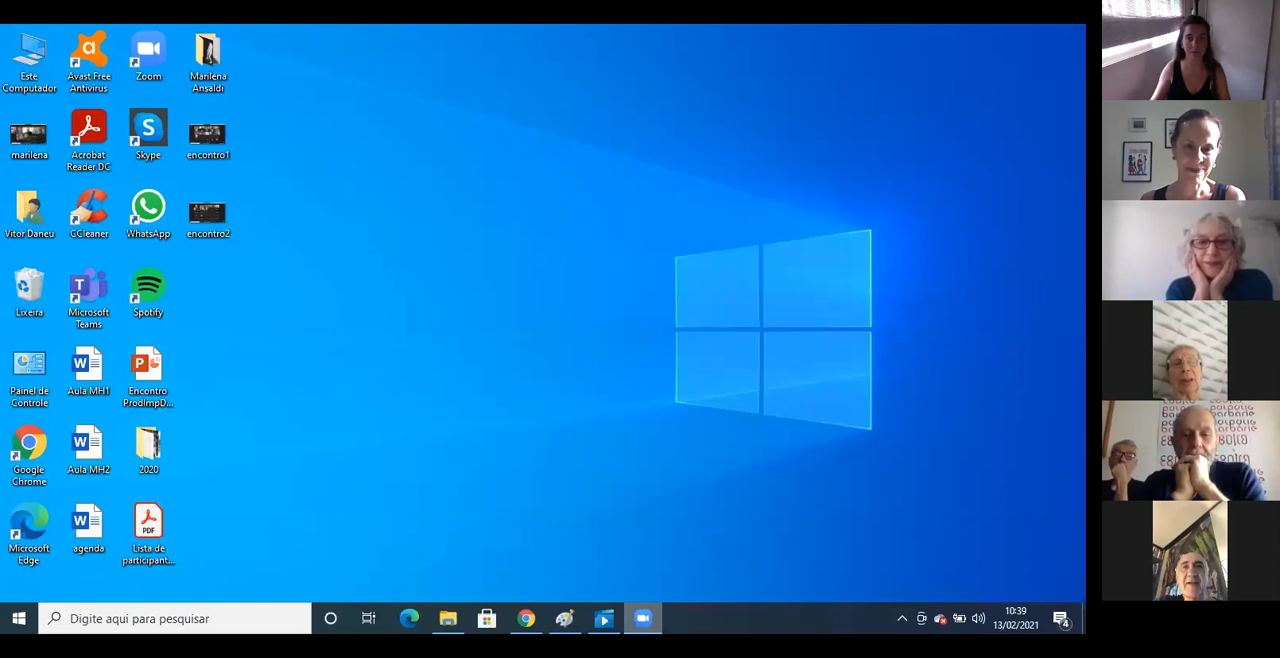 Este
Computador
Avast Free
Antivirus
Zoom
Marilena
Ansaldi
marilena
Acrobat
Reader DC
Skype
encontro1
Vitor Daneu
CCleaner
WhatsApp
encontro2
Lixeira
Microsoft
Teams
Spotify
Painel de
Controle
Aula MH1
Encontro
ProdImpD...
Google
Chrome
Aula MH2
2020
Microsoft
Edge
agenda
PDF
Lista de
participant...
Digite aqui para pesquisar
10:39
13/02/2021
4